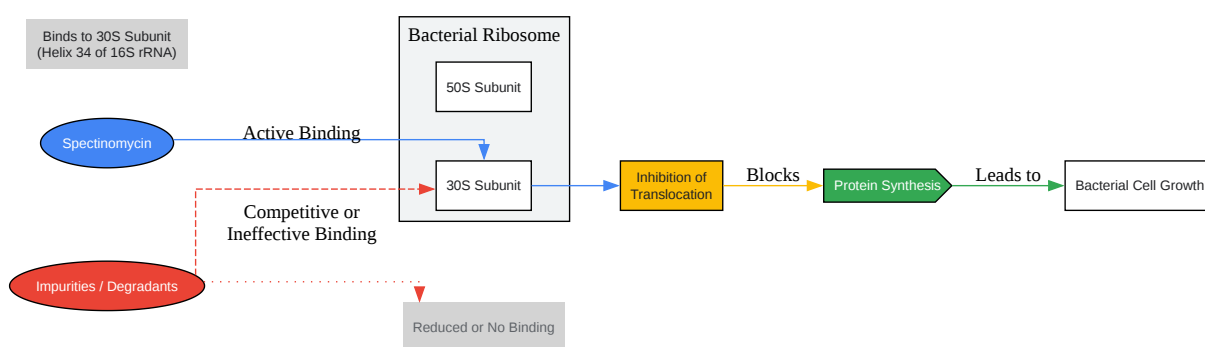 Binds to 30S Subunit
(Helix 34 of 16S rRNA)
Bacterial Ribosome
50S Subunit
Spectinomycin
Active Binding
30S Subunit
Inhibition of
Translocation
Blocks
Protein Synthesis
Leads to
Bacterial Cell Growth
Competitive or
Ineffective Binding
Impurities / Degradants
Reduced or No Binding